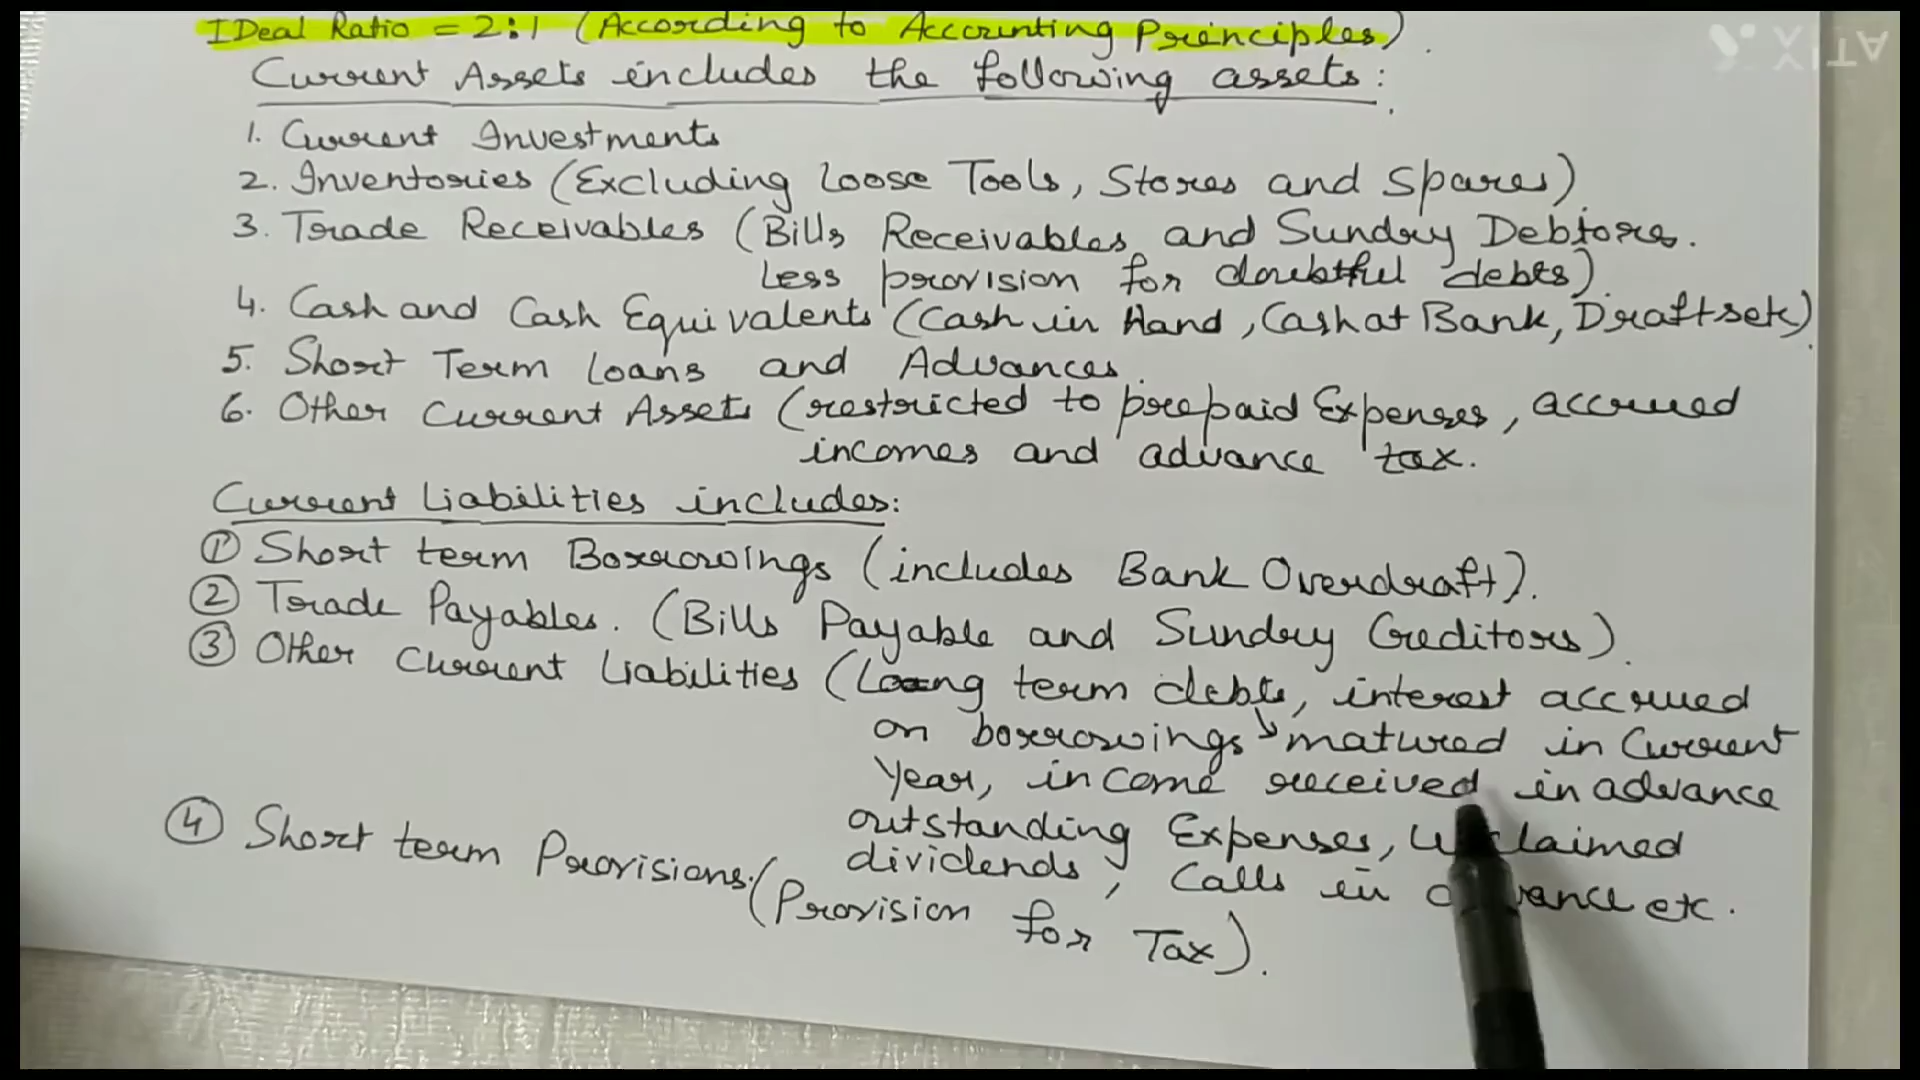 IDeal Ratio = 2:1 (According to Accounting Principles).
Current Assets includes the following assets:
1. Current Investments
2. Inventories (Excluding Loose Tools, Stores and Spares).
3. Trade Receivables (Bills Receivables and Sundry Debtors.
Less provision for doubtful debts).
4. Cash and Cash Equivalents (Cash in Hand, Cash at Bank, Drafts etc).
5. Short Term Loans and Advances.
6. Other Current Assets (restricted to prepaid Expenses, accrued
incomes and advance tax.
Current Liabilities includes:
① Short term Borrowings (includes Bank Overdraft).
② Trade Payables. (Bills Payable and Sundry Creditors).
③ Other Current Liabilities (Long term debts, interest accrued
on borrowings matured in Current
Year, income received in advance
outstanding Expenses, unclaimed
dividends, Calls in advance etc.
④ Short term Provisions. (Provision for Tax).